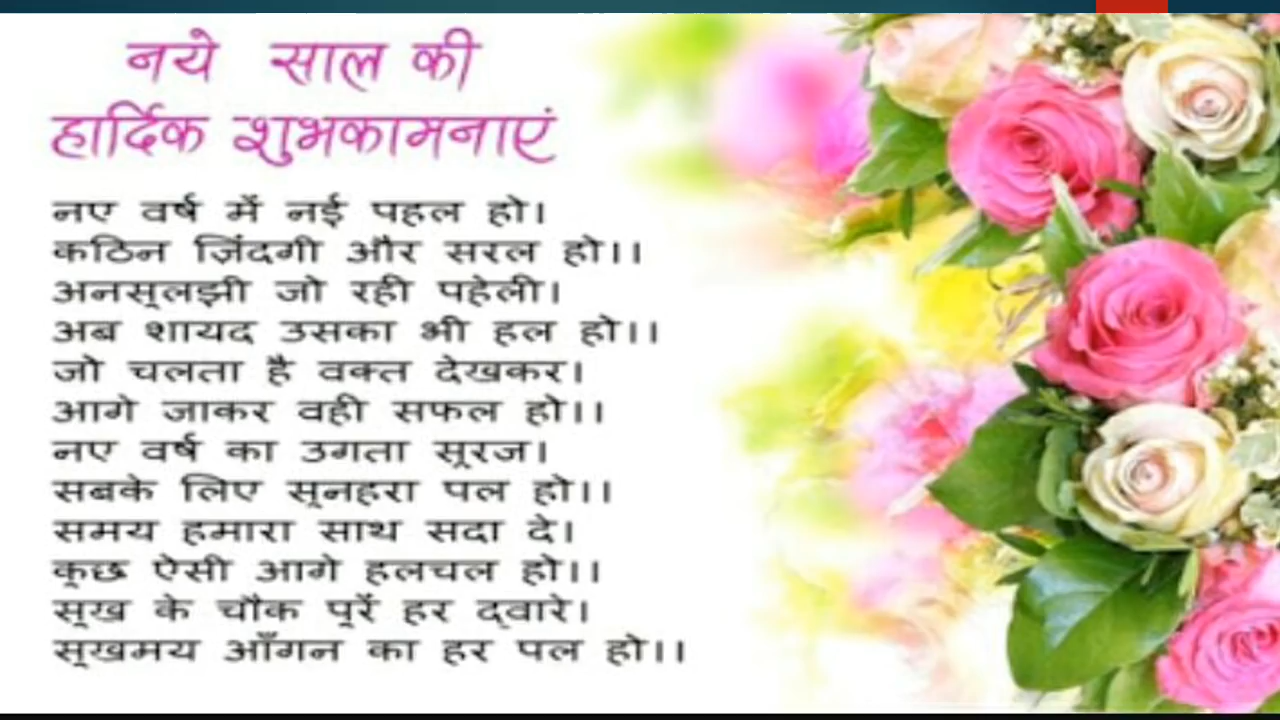 नये साल की
हार्दिक शुभकामनाएं
नए वर्ष में नई पहल हो।
कठिन ज़िंदगी और सरल हो।।
अनसुलझी जो रही पहेली।
अब शायद उसका भी हल हो।।
जो चलता है वक्त देखकर।
आगे जाकर वही सफल हो।।
नए वर्ष का उगता सूरज।
सबके लिए सुनहरा पल हो।।
समय हमारा साथ सदा दे।
कुछ ऐसी आगे हलचल हो।।
सुख के चौक पूरें हर द्वारे।
सुखमय आँगन का हर पल हो।।